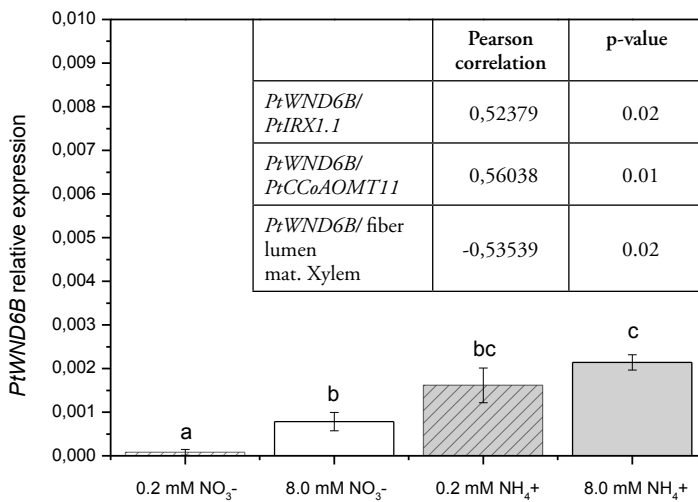 PtWND6B relative expression
0,010
0,009
0,008
0,007
0,006
0,005
0,004
0,003
0,002
0,001
0,000
Pearson correlation
p-value
PtWND6B/
PtIRX1.1
0,52379
0.02
PtWND6B/
PtCCoAOMT11
0,56038
0.01
PtWND6B/ fiber
lumen
mat. Xylem
-0,53539
0.02
a
b
bc
c
0.2 mM NO₃-
8.0 mM NO₃-
0.2 mM NH₄+
8.0 mM NH₄+